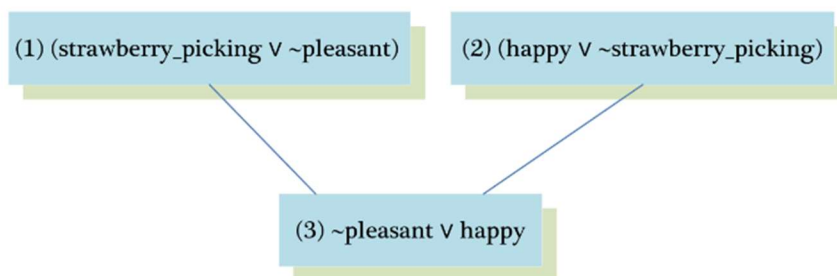 (1) (strawberry_picking V ~pleasant)
(2) (happy V ~strawberry_picking)
(3) ~pleasant V happy